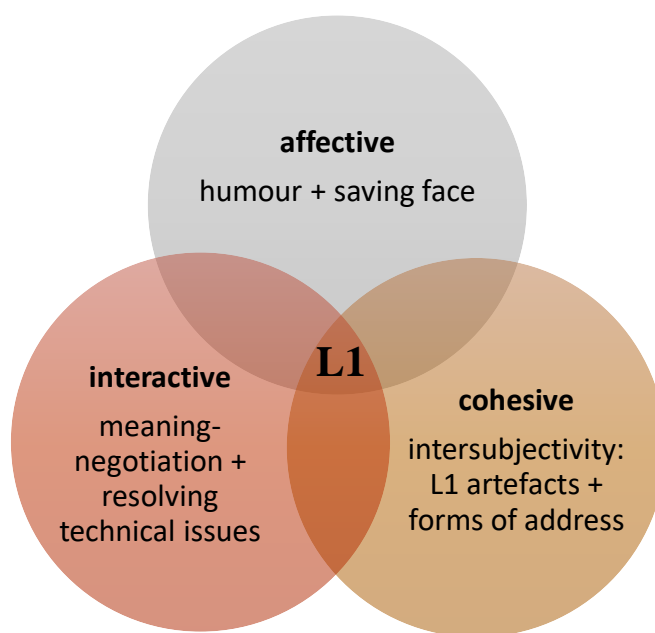 affective
humour + saving face
L1
interactive
meaning-
negotiation +
resolving
technical issues
cohesive
intersubjectivity:
L1 artefacts +
forms of address